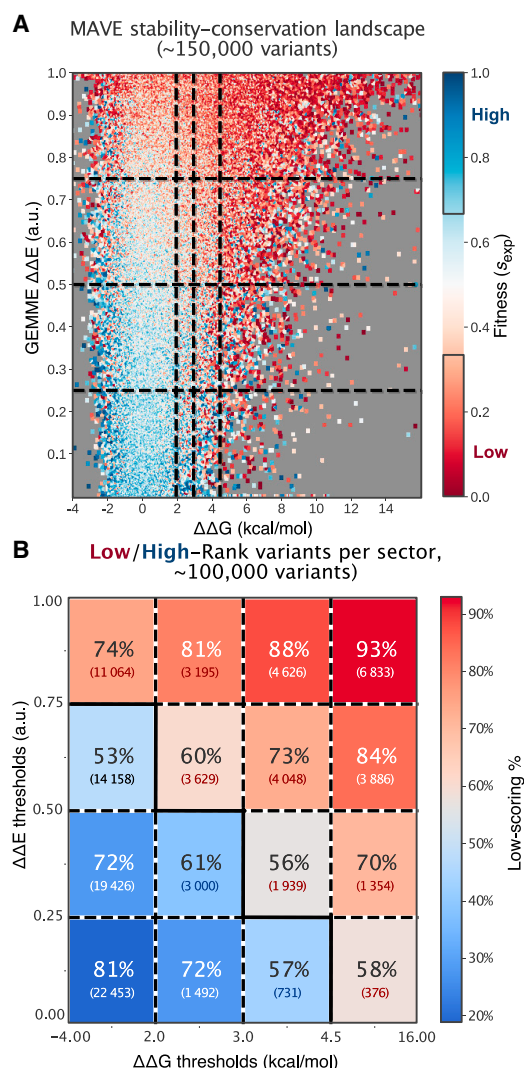 A
MAVE stability-conservation landscape
(~150,000 variants)
GEMME ΔΔE (a.u.)
1.0
0.9
0.8
0.7
0.6
0.5
0.4
0.3
0.2
0.1
-4 -2 0 2 4 6 8 10 12 14
ΔΔG (kcal/mol)
High
Low
1.0
0.8
0.6
0.4
0.2
0.0
Fitness (sexp)
B
Low/High-Rank variants per sector,
~100,000 variants)
ΔΔE thresholds (a.u.)
1.00
0.75
0.50
0.25
0.00
74% 81% 88% 93%
(11 064) (3 195) (4 626) (6 833)
53% 60% 73% 84%
(14 158) (3 629) (4 048) (3 886)
72% 61% 56% 70%
(19 426) (3 000) (1 939) (1 354)
81% 72% 57% 58%
(22 453) (1 492) (731) (376)
-4.00 2.0 3.0 4.5 16.00
ΔΔG thresholds (kcal/mol)
90%
80%
70%
60%
50%
40%
30%
20%
Low-scoring %